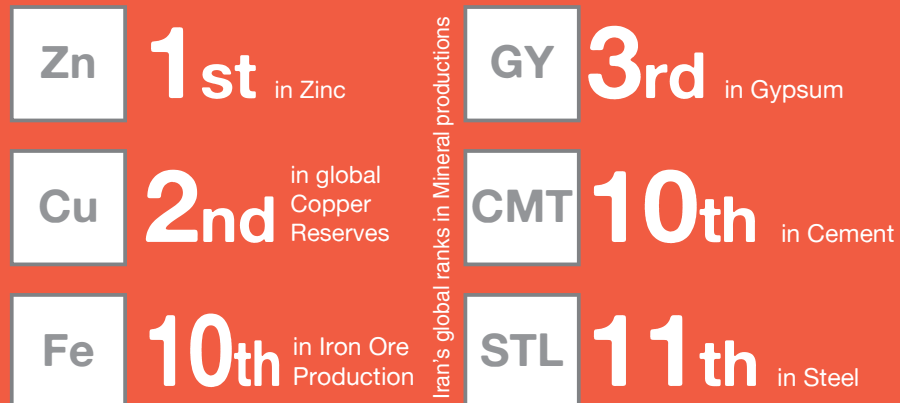 Zn
1st in Zinc
Cu
2nd in global
Copper
Reserves
Fe
10th in Iron Ore
Production
Iran's global ranks in Mineral productions
GY
3rd in Gypsum
CMT
10th in Cement
STL
11th in Steel